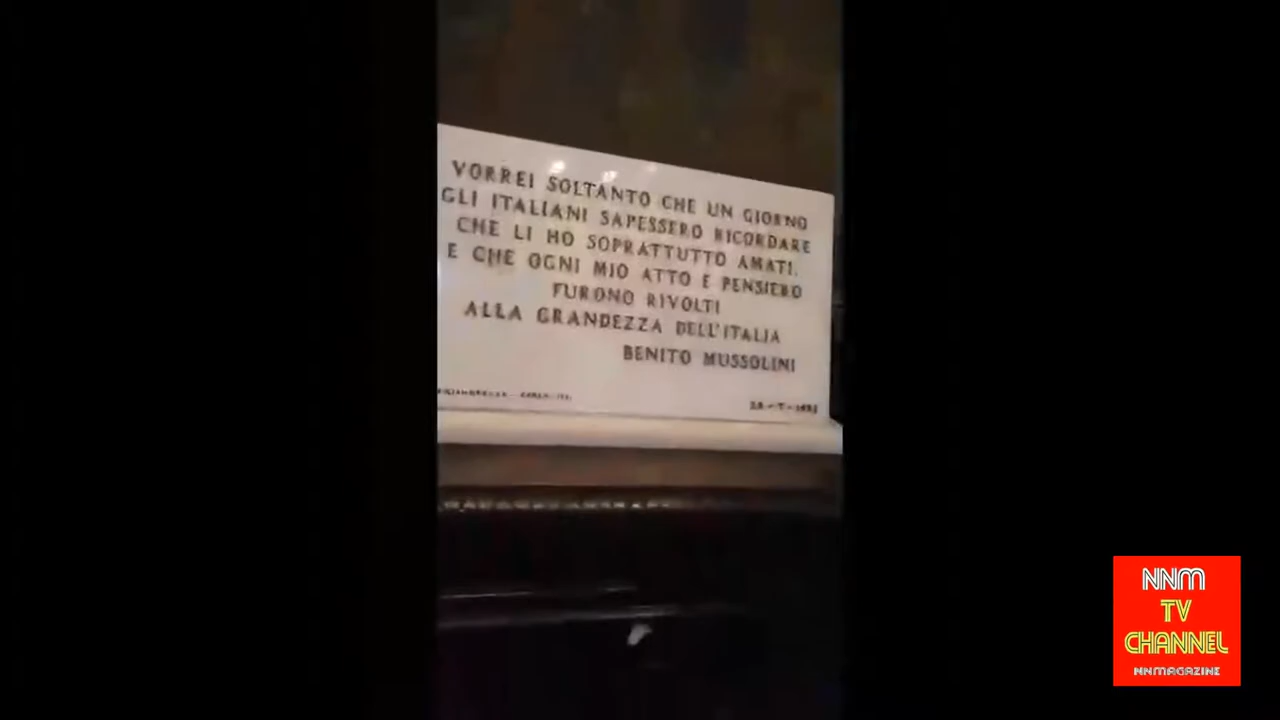 VORREI SOLTANTO CHE UN GIORNO
GLI ITALIANI SAPESSERO RICORDARE
CHE LI HO SOPRATTUTTO AMATI.
E CHE OGNI MIO ATTO E PENSIERO
FURONO RIVOLTI
ALLA GRANDEZZA DELL'ITALIA
BENITO MUSSOLINI
NNM
TV
CHANNEL
NNMAGAZINE